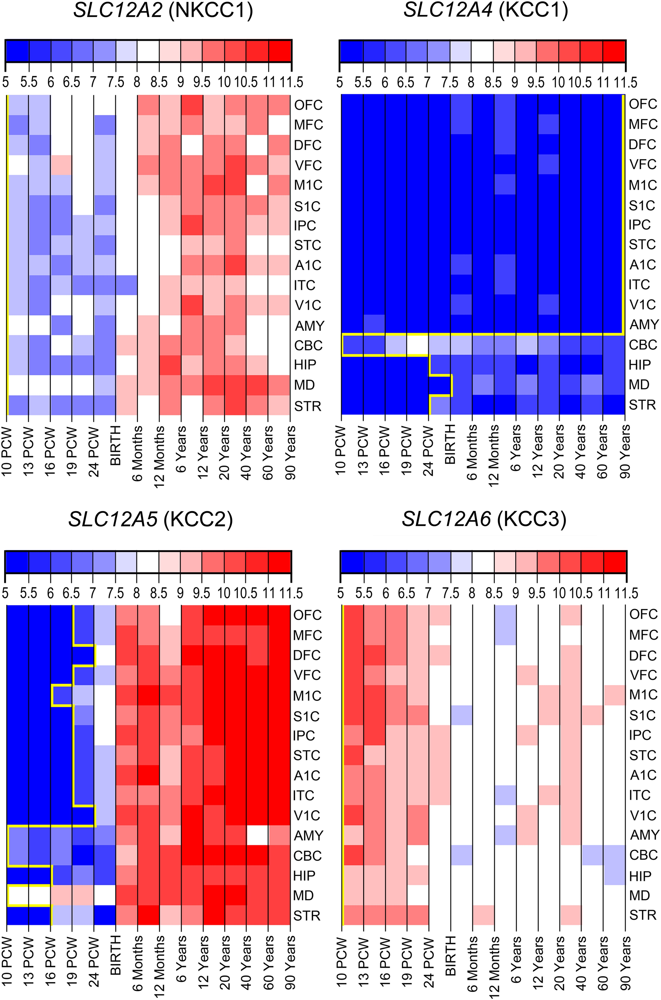 SLC12A2 (NKCC1)
5 5.5 6 6.5 7 7.5 8 8.5 9 9.5 10 10.5 11 11.5
OFC
MFC
DFC
VFC
M1C
S1C
IPC
STC
A1C
ITC
V1C
AMY
CBC
HIP
MD
STR
10 PCW
13 PCW
16 PCW
19 PCW
24 PCW
BIRTH
6 Months
12 Months
6 Years
12 Years
20 Years
40 Years
60 Years
90 Years
SLC12A4 (KCC1)
5 5.5 6 6.5 7 7.5 8 8.5 9 9.5 10 10.5 11 11.5
OFC
MFC
DFC
VFC
M1C
S1C
IPC
STC
A1C
ITC
V1C
AMY
CBC
HIP
MD
STR
10 PCW
13 PCW
16 PCW
19 PCW
24 PCW
BIRTH
6 Months
12 Months
6 Years
12 Years
20 Years
40 Years
60 Years
90 Years
SLC12A5 (KCC2)
5 5.5 6 6.5 7 7.5 8 8.5 9 9.5 10 10.5 11 11.5
OFC
MFC
DFC
VFC
M1C
S1C
IPC
STC
A1C
ITC
V1C
AMY
CBC
HIP
MD
STR
10 PCW
13 PCW
16 PCW
19 PCW
24 PCW
BIRTH
6 Months
12 Months
6 Years
12 Years
20 Years
40 Years
60 Years
90 Years
SLC12A6 (KCC3)
5 5.5 6 6.5 7 7.5 8 8.5 9 9.5 10 10.5 11 11.5
OFC
MFC
DFC
VFC
M1C
S1C
IPC
STC
A1C
ITC
V1C
AMY
CBC
HIP
MD
STR
10 PCW
13 PCW
16 PCW
19 PCW
24 PCW
BIRTH
6 Months
12 Months
6 Years
12 Years
20 Years
40 Years
60 Years
90 Years